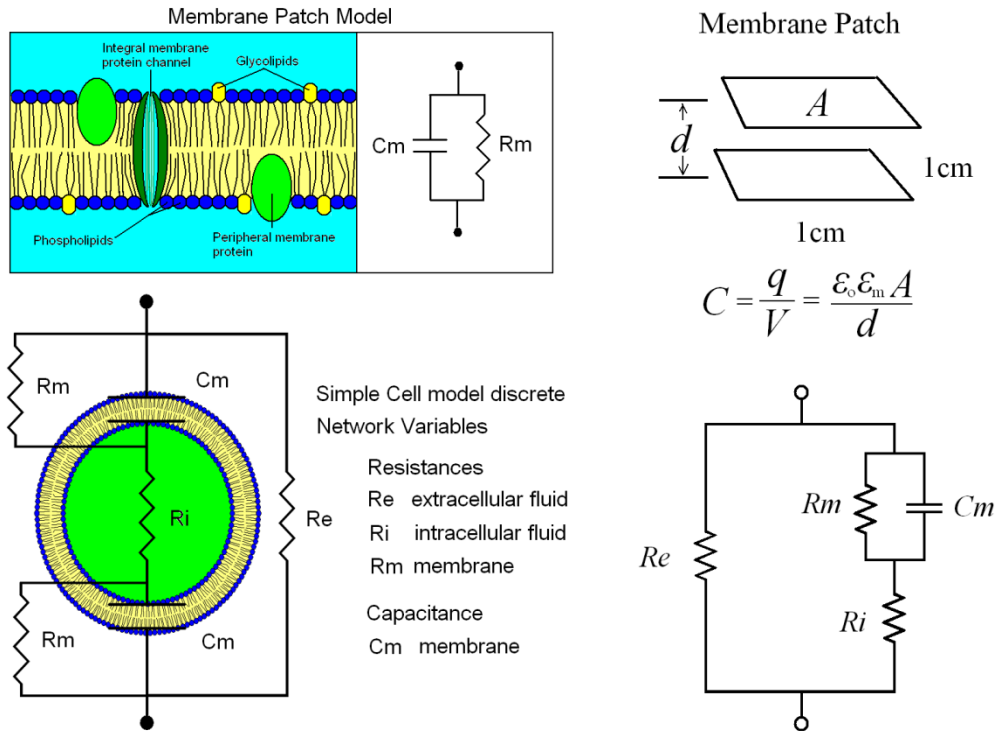 Membrane Patch Model
Integral membrane
protein channel
Glycolipids
Phospholipids
Peripheral membrane
protein
Cm
Rm
Membrane Patch
A
d
1cm
1cm
C = q/V = εₒεₘA/d
Rm
Cm
Ri
Re
Rm
Cm
Simple Cell model discrete
Network Variables
Resistances
Re extracellular fluid
Ri intracellular fluid
Rm membrane
Capacitance
Cm membrane
Re
Rm
Cm
Ri